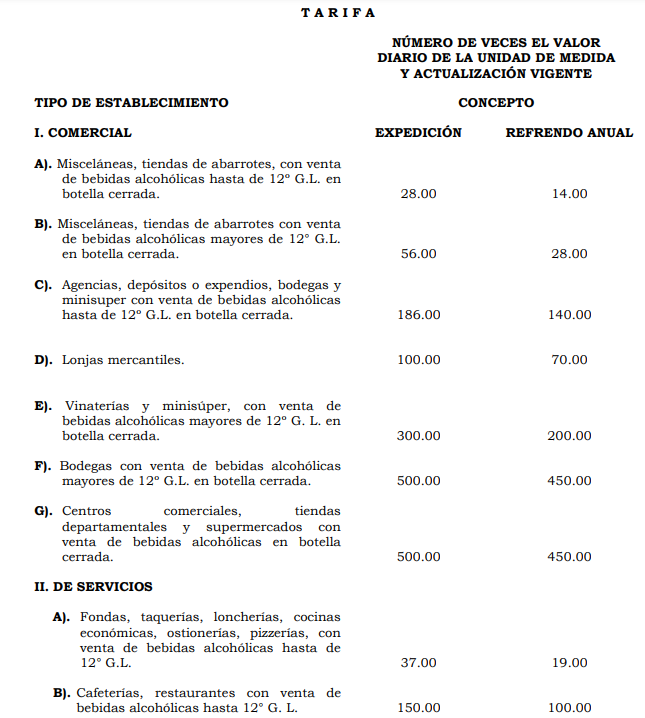 T A R I F A
NÚMERO DE VECES EL VALOR
DIARIO DE LA UNIDAD DE MEDIDA
Y ACTUALIZACIÓN VIGENTE
TIPO DE ESTABLECIMIENTO CONCEPTO
I. COMERCIAL EXPEDICIÓN REFRENDO ANUAL
A). Misceláneas, tiendas de abarrotes, con venta
de bebidas alcohólicas hasta de 12º G.L. en
botella cerrada. 28.00 14.00
B). Misceláneas, tiendas de abarrotes con venta
de bebidas alcohólicas mayores de 12° G.L.
en botella cerrada. 56.00 28.00
C). Agencias, depósitos o expendios, bodegas y
minisuper con venta de bebidas alcohólicas
hasta de 12º G.L. en botella cerrada. 186.00 140.00
D). Lonjas mercantiles. 100.00 70.00
E). Vinaterías y minisúper, con venta de
bebidas alcohólicas mayores de 12º G. L. en
botella cerrada. 300.00 200.00
F). Bodegas con venta de bebidas alcohólicas
mayores de 12º G.L. en botella cerrada. 500.00 450.00
G). Centros comerciales, tiendas
departamentales y supermercados con
venta de bebidas alcohólicas en botella
cerrada. 500.00 450.00
II. DE SERVICIOS
A). Fondas, taquerías, loncherías, cocinas
económicas, ostionerías, pizzerías, con
venta de bebidas alcohólicas hasta de
12° G.L. 37.00 19.00
B). Cafeterías, restaurantes con venta de
bebidas alcohólicas hasta 12° G. L. 150.00 100.00